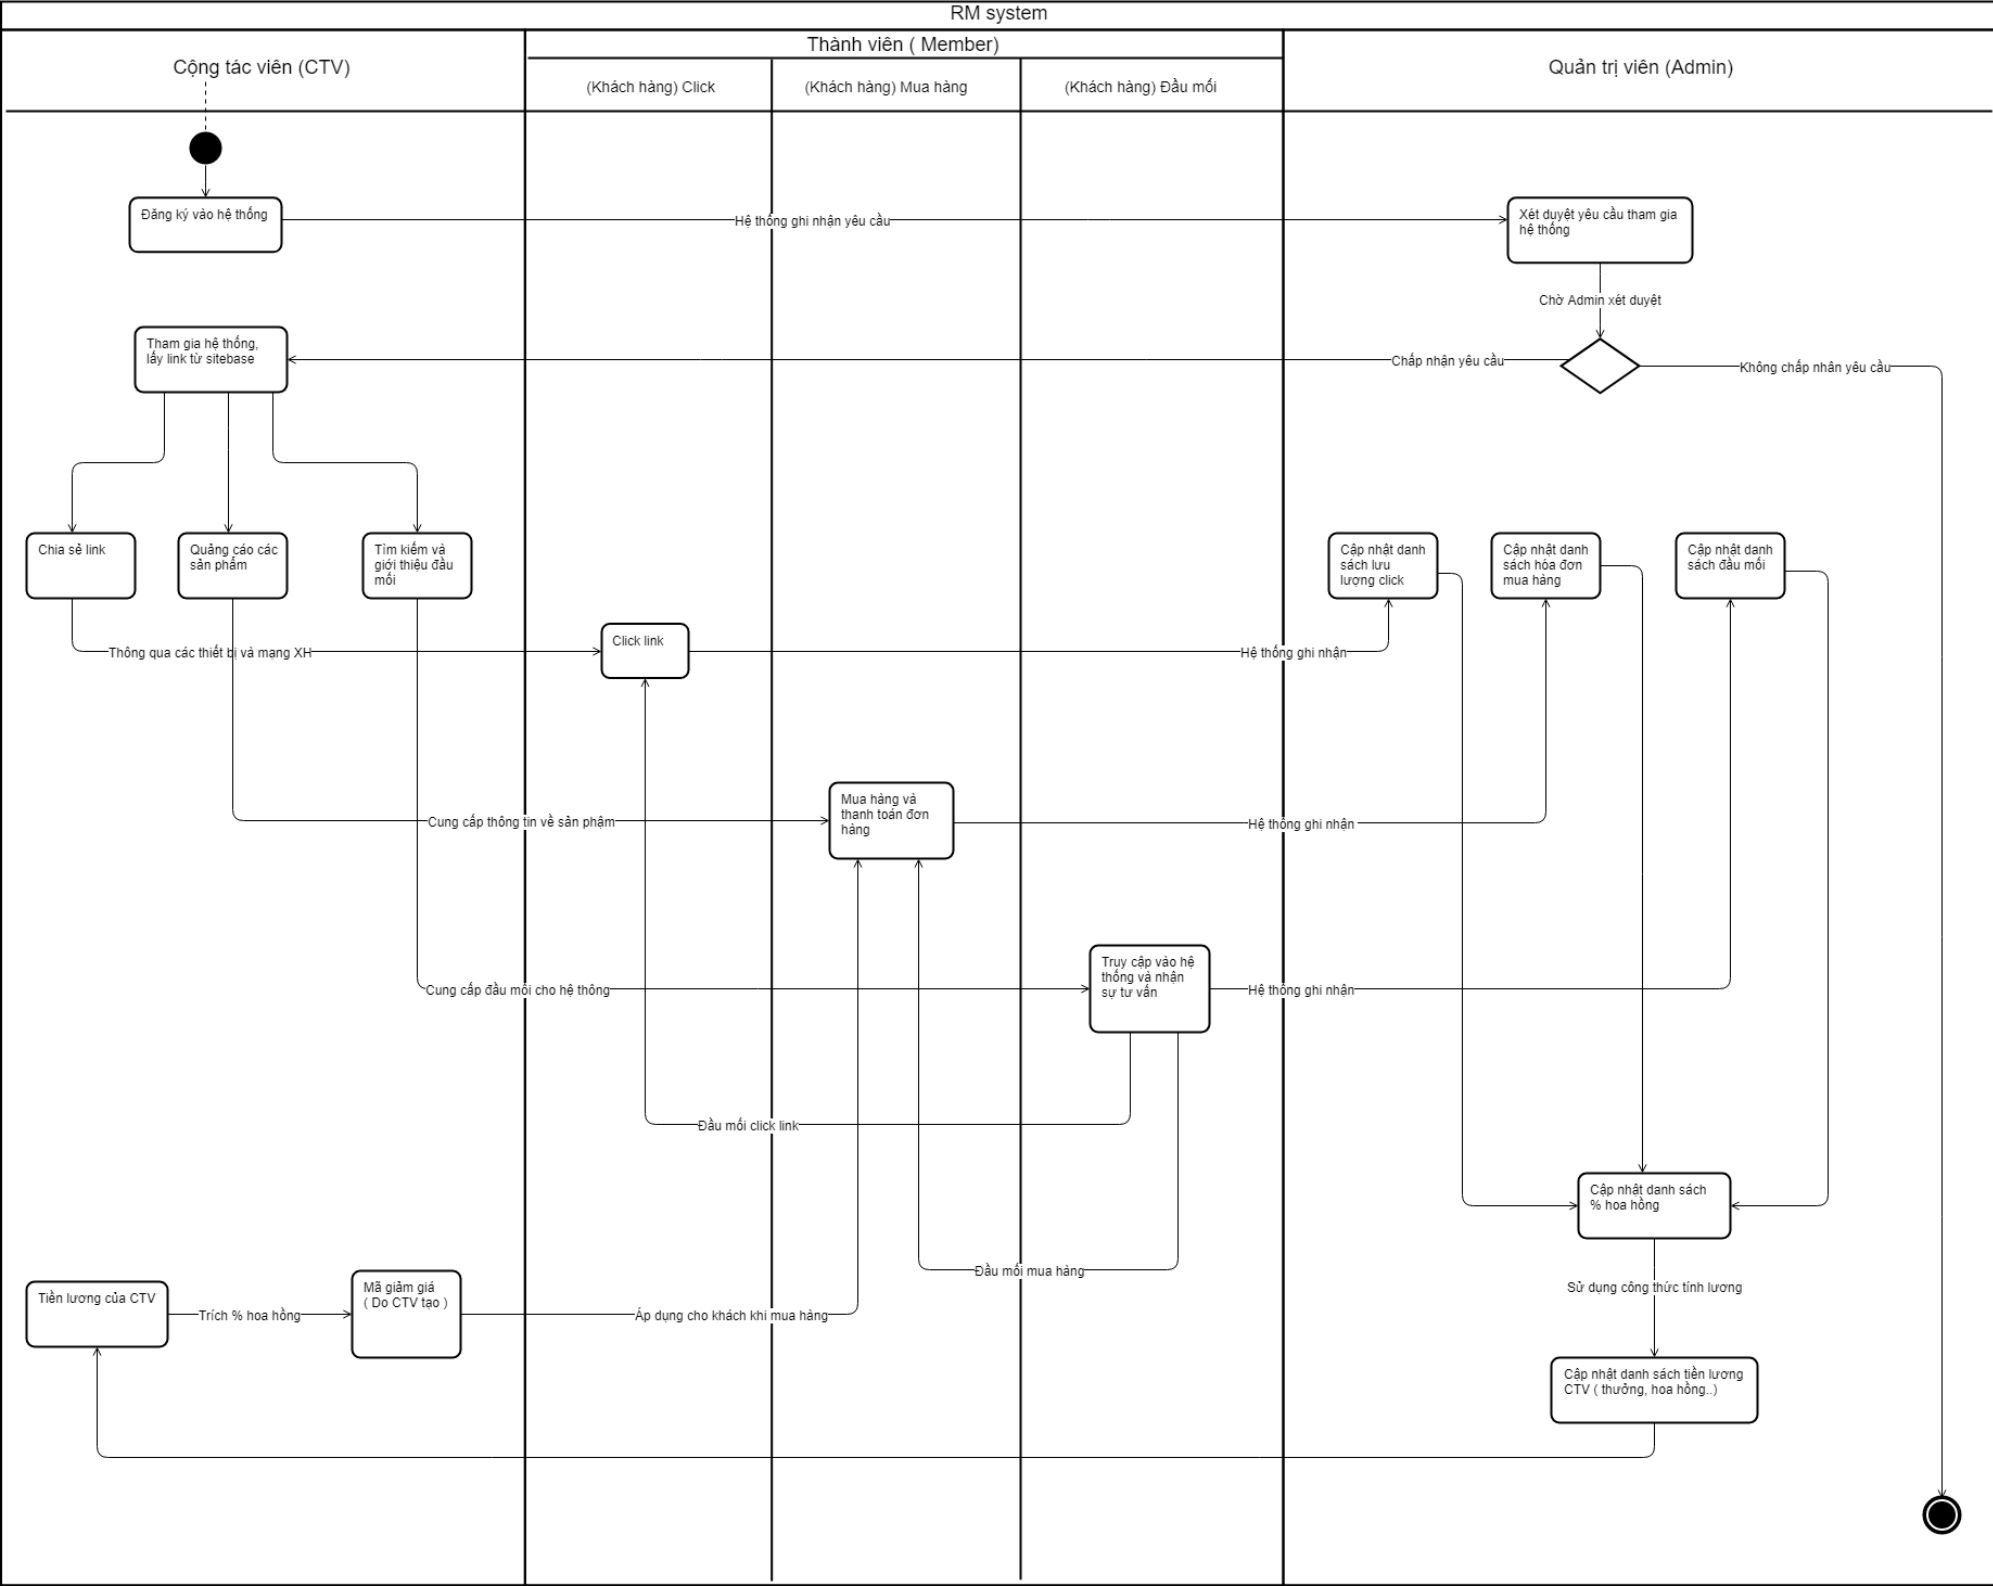 RM system
Cộng tác viên (CTV)
Thành viên ( Member)
Quản trị viên (Admin)
(Khách hàng) Click
(Khách hàng) Mua hàng
(Khách hàng) Đầu mối
Đăng ký vào hệ thống
Hệ thống ghi nhận yêu cầu
Xét duyệt yêu cầu tham gia
hệ thống
Chờ Admin xét duyệt
Tham gia hệ thống,
lấy link từ sitebase
Chấp nhận yêu cầu
Không chấp nhân yêu cầu
Chia sẻ link
Quảng cáo các
sản phẩm
Tìm kiếm và
giới thiệu đầu
mối
Cập nhật danh
sách lưu
lượng click
Cập nhật danh
sách hóa đơn
mua hàng
Cập nhật danh
sách đầu mối
Thông qua các thiết bị và mạng XH
Click link
Hệ thống ghi nhận
Mua hàng và
thanh toán đơn
hàng
Cung cấp thông tin về sản phậm
Hệ thống ghi nhận
Truy cập vào hệ
thống và nhận
sự tư vấn
Cung cấp đầu mối cho hệ thông
Hệ thống ghi nhận
Đầu mối click link
Cập nhật danh sách
% hoa hồng
Đầu mối mua hàng
Sử dụng công thức tính lương
Tiền lương của CTV
Trích % hoa hồng
Mã giảm giá
( Do CTV tạo )
Áp dụng cho khách khi mua hàng
Cập nhật danh sách tiền lương
CTV ( thưởng, hoa hồng..)